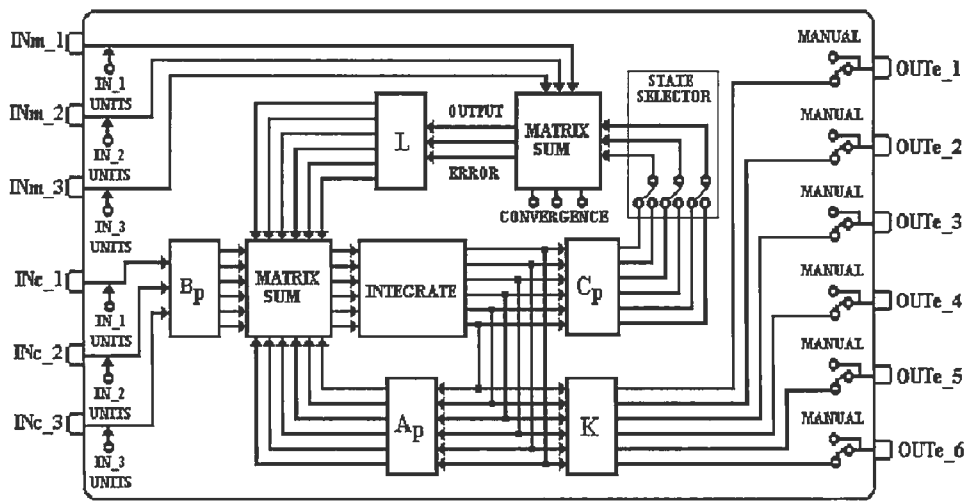 INm_1
IN_1
UNITS
INm_2
IN_2
UNITS
INm_3
IN_3
UNITS
INc_1
IN_1
UNITS
INc_2
IN_2
UNITS
INc_3
IN_3
UNITS
Bp
MATRIX
SUM
INTEGRATE
L
OUTPUT
ERROR
MATRIX
SUM
CONVERGENCE
STATE
SELECTOR
Cp
Ap
K
MANUAL
OUTe_1
MANUAL
OUTe_2
MANUAL
OUTe_3
MANUAL
OUTe_4
MANUAL
OUTe_5
MANUAL
OUTe_6